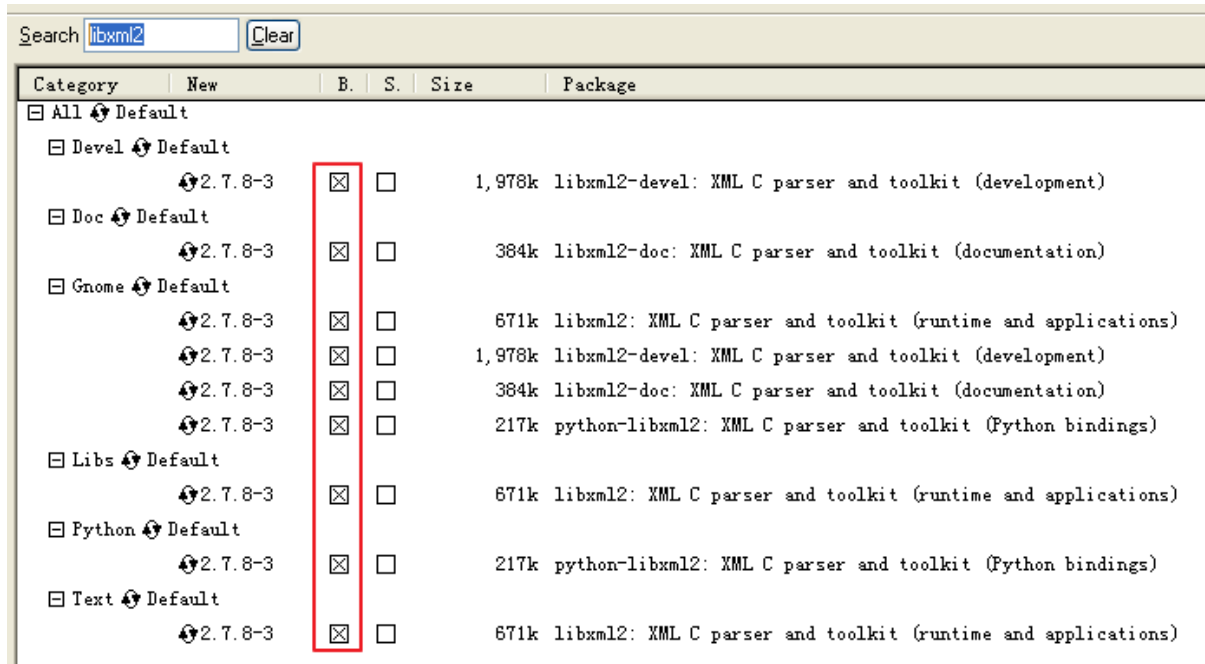 Search libxml2 Clear
Category New B. S. Size Package
All Default
Devel Default
2.7.8-3 1,978k libxml2-devel: XML C parser and toolkit (development)
Doc Default
2.7.8-3 384k libxml2-doc: XML C parser and toolkit (documentation)
Gnome Default
2.7.8-3 671k libxml2: XML C parser and toolkit (runtime and applications)
2.7.8-3 1,978k libxml2-devel: XML C parser and toolkit (development)
2.7.8-3 384k libxml2-doc: XML C parser and toolkit (documentation)
2.7.8-3 217k python-libxml2: XML C parser and toolkit (Python bindings)
Libs Default
2.7.8-3 671k libxml2: XML C parser and toolkit (runtime and applications)
Python Default
2.7.8-3 217k python-libxml2: XML C parser and toolkit (Python bindings)
Text Default
2.7.8-3 671k libxml2: XML C parser and toolkit (runtime and applications)